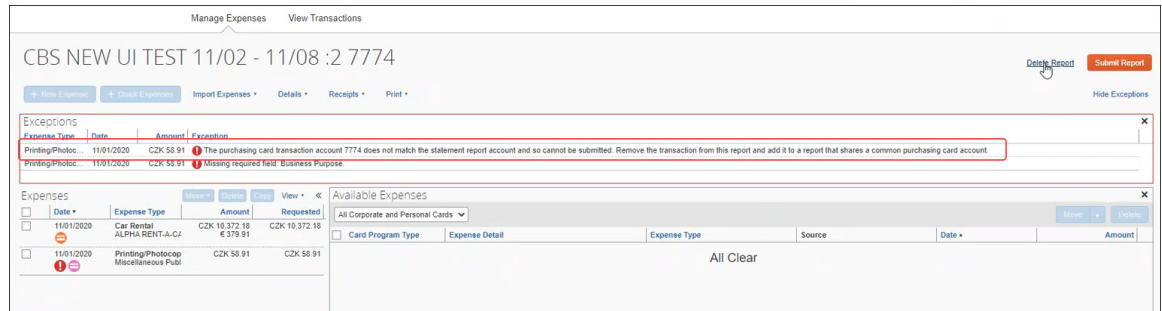 Manage Expenses View Transactions
CBS NEW UI TEST 11/02 - 11/08 :2 7774
Delete Report Submit Report
+ New Expense + Quick Expenses Import Expenses ▾ Details ▾ Receipts ▾ Print ▾ Hide Exceptions
Exceptions ×
Expense Type Date Amount Exception
Printing/Photoc... 11/01/2020 CZK 58.91 The purchasing card transaction account 7774 does not match the statement report account and so cannot be submitted. Remove the transaction from this report and add it to a report that shares a common purchasing card account.
Printing/Photoc... 11/01/2020 CZK 58.91 Missing required field: Business Purpose.
Expenses Move ▾ Delete Copy View ▾ « Available Expenses ×
Date ▾ Expense Type Amount Requested All Corporate and Personal Cards Move Delete
11/01/2020 Car Rental CZK 10,372.18 CZK 10,372.18 Card Program Type Expense Detail Expense Type Source Date ▴ Amount
ALPHA RENT-A-CA € 379.91
11/01/2020 Printing/Photocop CZK 58.91 CZK 58.91 All Clear
Miscellaneous Publ